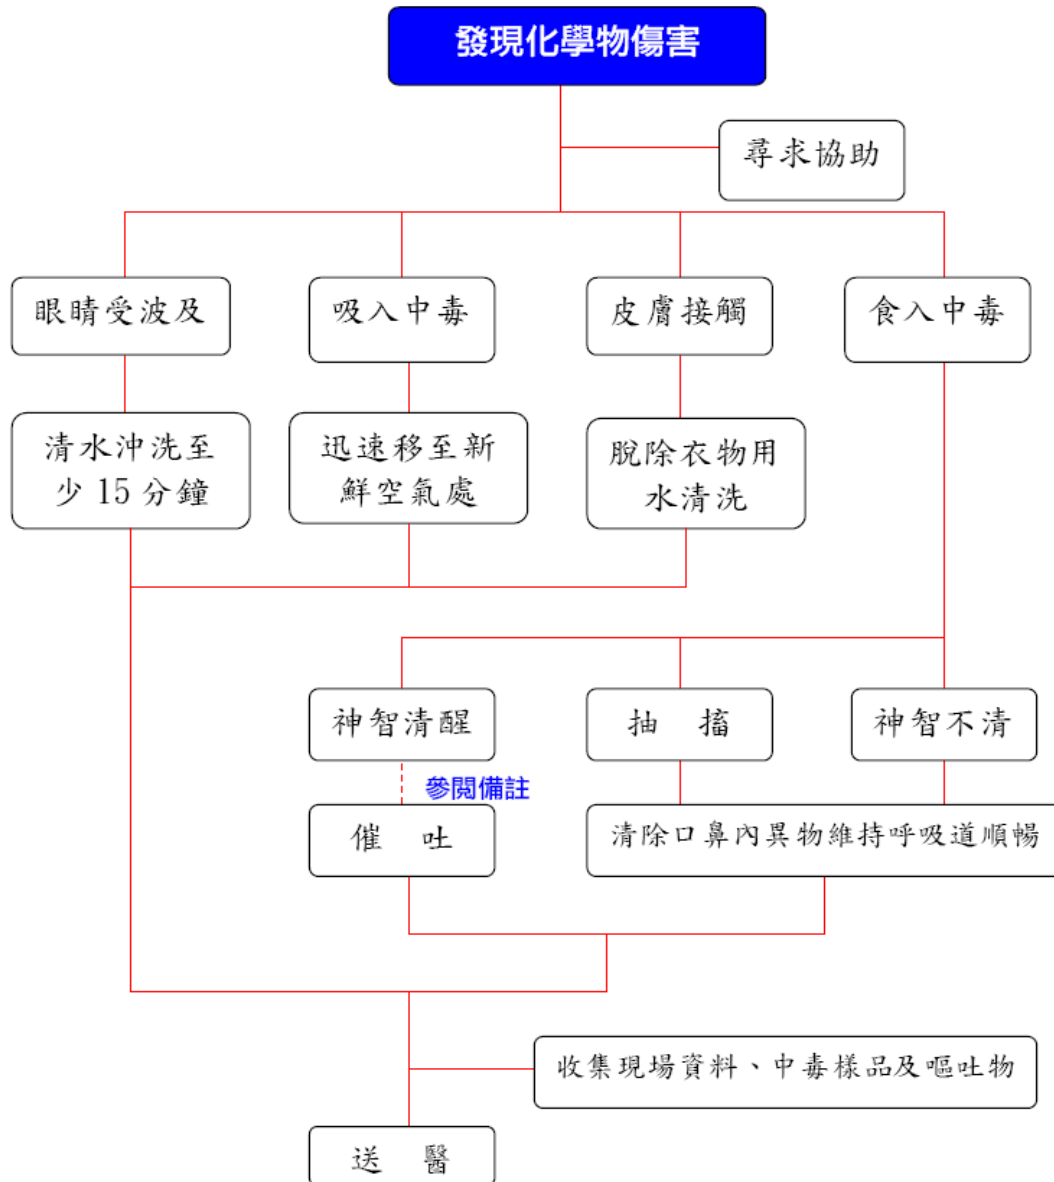 發現化學物傷害
尋求協助
眼睛受波及
吸入中毒
皮膚接觸
食入中毒
清水沖洗至
少 15 分鐘
迅速移至新
鮮空氣處
脫除衣物用
水清洗
神智清醒
抽 搐
神智不清
參閱備註
催 吐
清除口鼻內異物維持呼吸道順暢
收集現場資料、中毒樣品及嘔吐物
送 醫